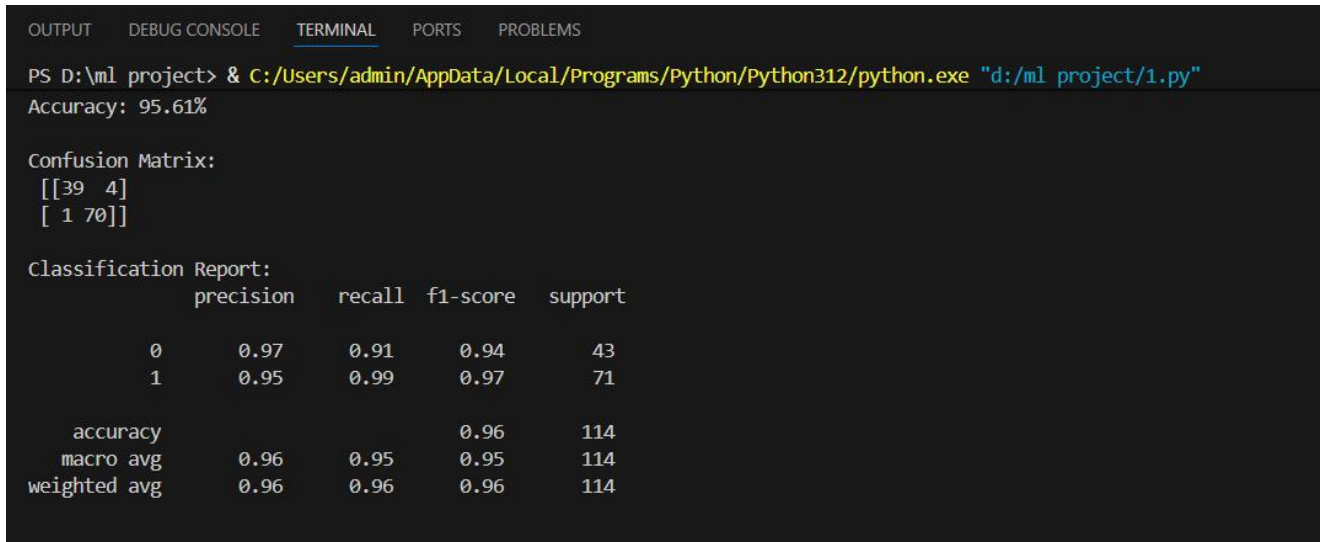 OUTPUT DEBUG CONSOLE TERMINAL PORTS PROBLEMS
PS D:\ml project> & C:/Users/admin/AppData/Local/Programs/Python/Python312/python.exe "d:/ml project/1.py"
Accuracy: 95.61%
Confusion Matrix:
[[39  4]
[ 1 70]]
Classification Report:
precision recall f1-score support
0 0.97 0.91 0.94 43
1 0.95 0.99 0.97 71
accuracy 0.96 114
macro avg 0.96 0.95 0.95 114
weighted avg 0.96 0.96 0.96 114